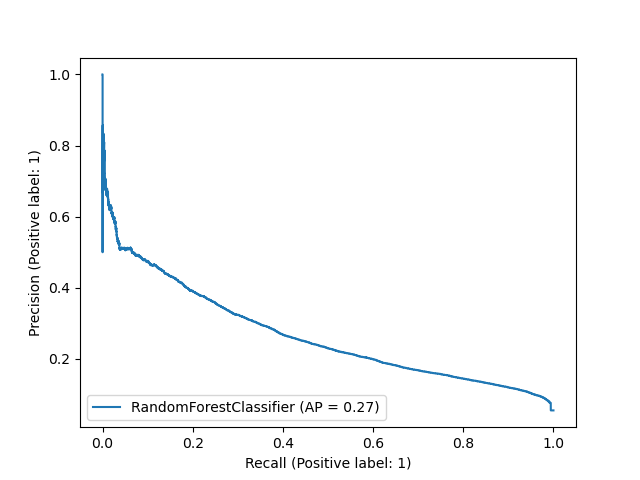 1.0
0.8
0.6
0.4
0.2
Precision (Positive label: 1)
RandomForestClassifier (AP = 0.27)
0.0 0.2 0.4 0.6 0.8 1.0
Recall (Positive label: 1)